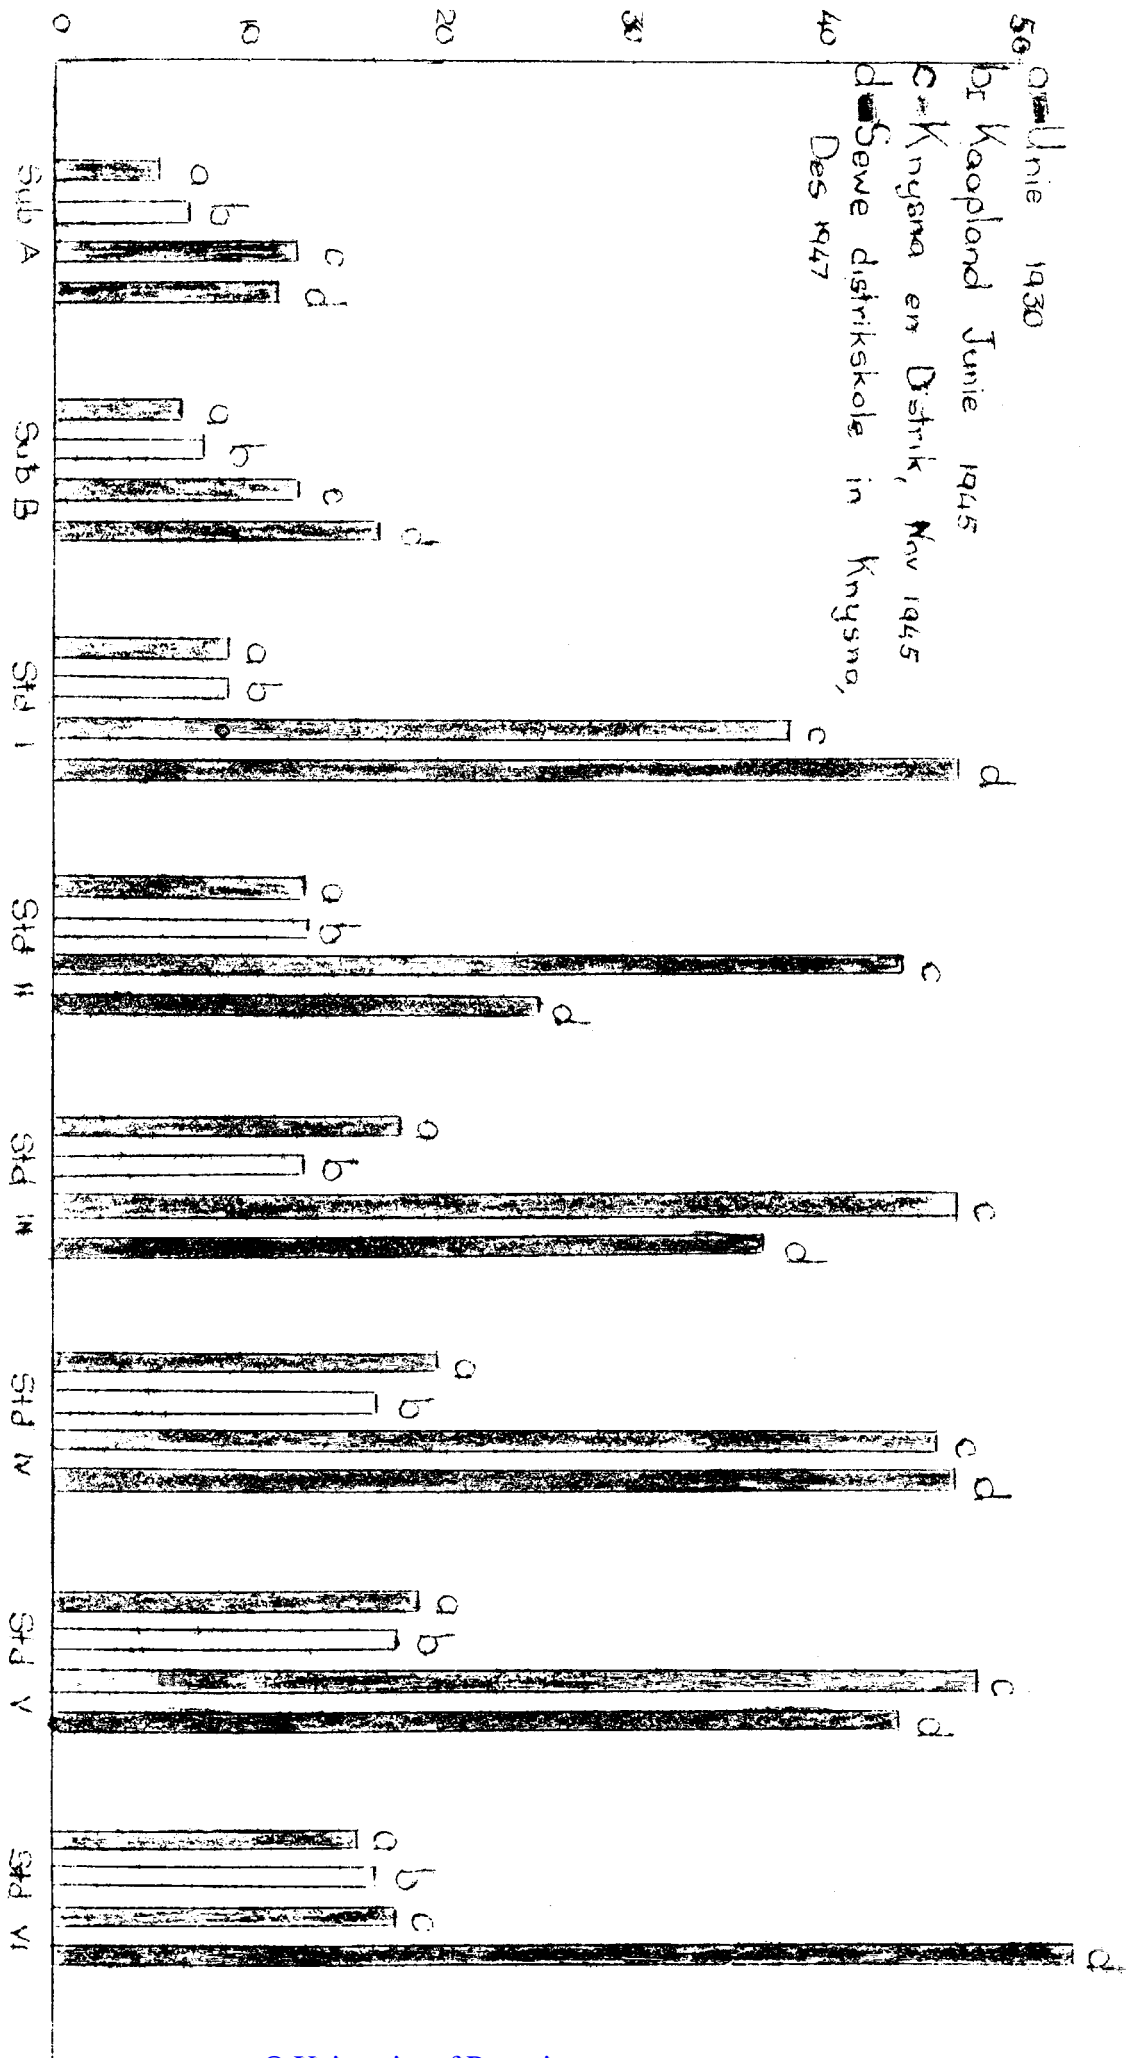 50
40
30
20
10
0
a = Unie 1930
b = Kaapland Junie 1945
c = Knysna en Distrik, Nov 1945
d = Sewe distrikskole in Knysna,
Des 1947
a b c d
a b c d
a b c d
a b c d
a b c d
a b c d
a b c d
a b c d
Sub A
Sub B
Std I
Std II
Std III
Std IV
Std V
Std VI